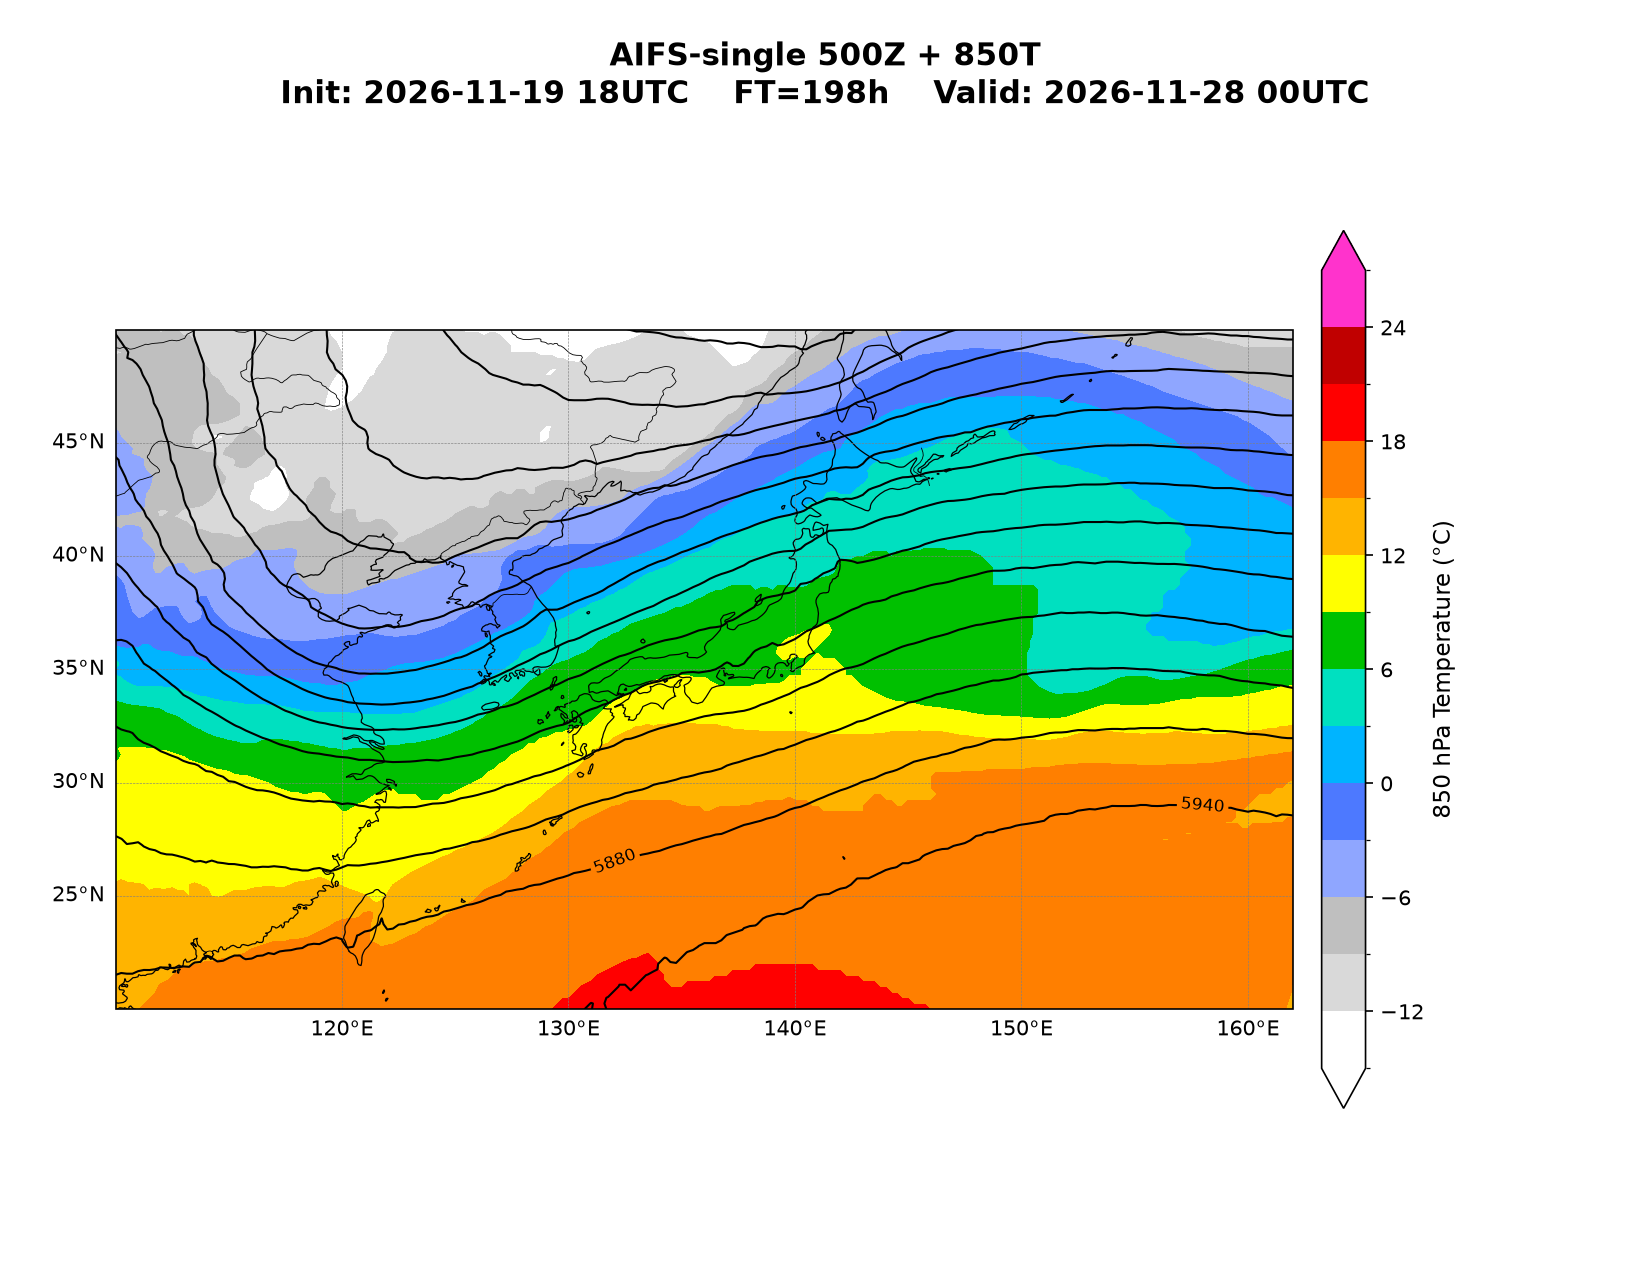 AIFS-single 500Z + 850T
Init: 2026-11-19 18UTC    FT=198h    Valid: 2026-11-28 00UTC
24
18
12
6
0
−6
−12
850 hPa Temperature (°C)
45°N
40°N
35°N
30°N
25°N
5940
5880
120°E
130°E
140°E
150°E
160°E